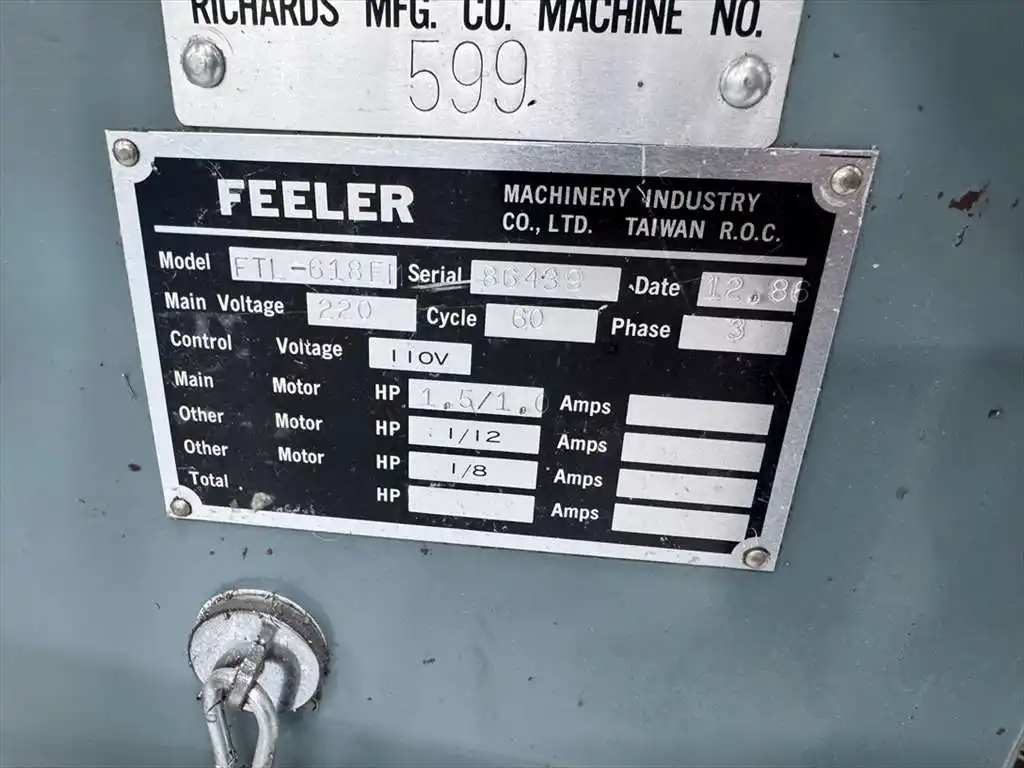 RICHARDS MFG. CO. MACHINE NO.
599
FEELER MACHINERY INDUSTRY
CO., LTD. TAIWAN R.O.C.
Model FTL-618EM Serial 86439 Date 12.86
Main Voltage 220 Cycle 60 Phase 3
Control Voltage 110V
Main Motor HP 1.5/1.0 Amps
Other Motor HP 1/12 Amps
Other Motor HP 1/8 Amps
Total HP Amps